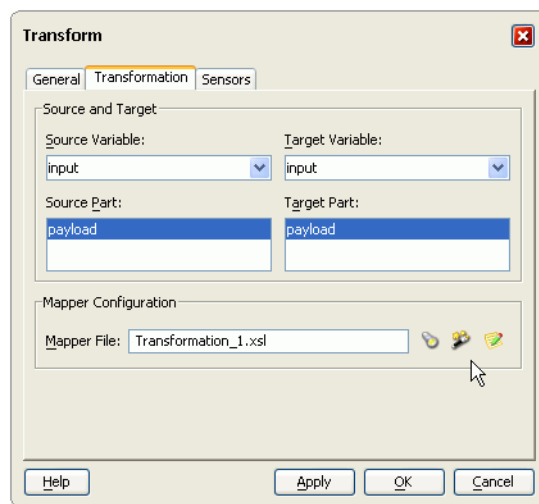 Transform
General Transformation Sensors
Source and Target
Source Variable: Target Variable:
input input
Source Part: Target Part:
payload payload
Mapper Configuration
Mapper File: Transformation_1.xsl
Help Apply OK Cancel